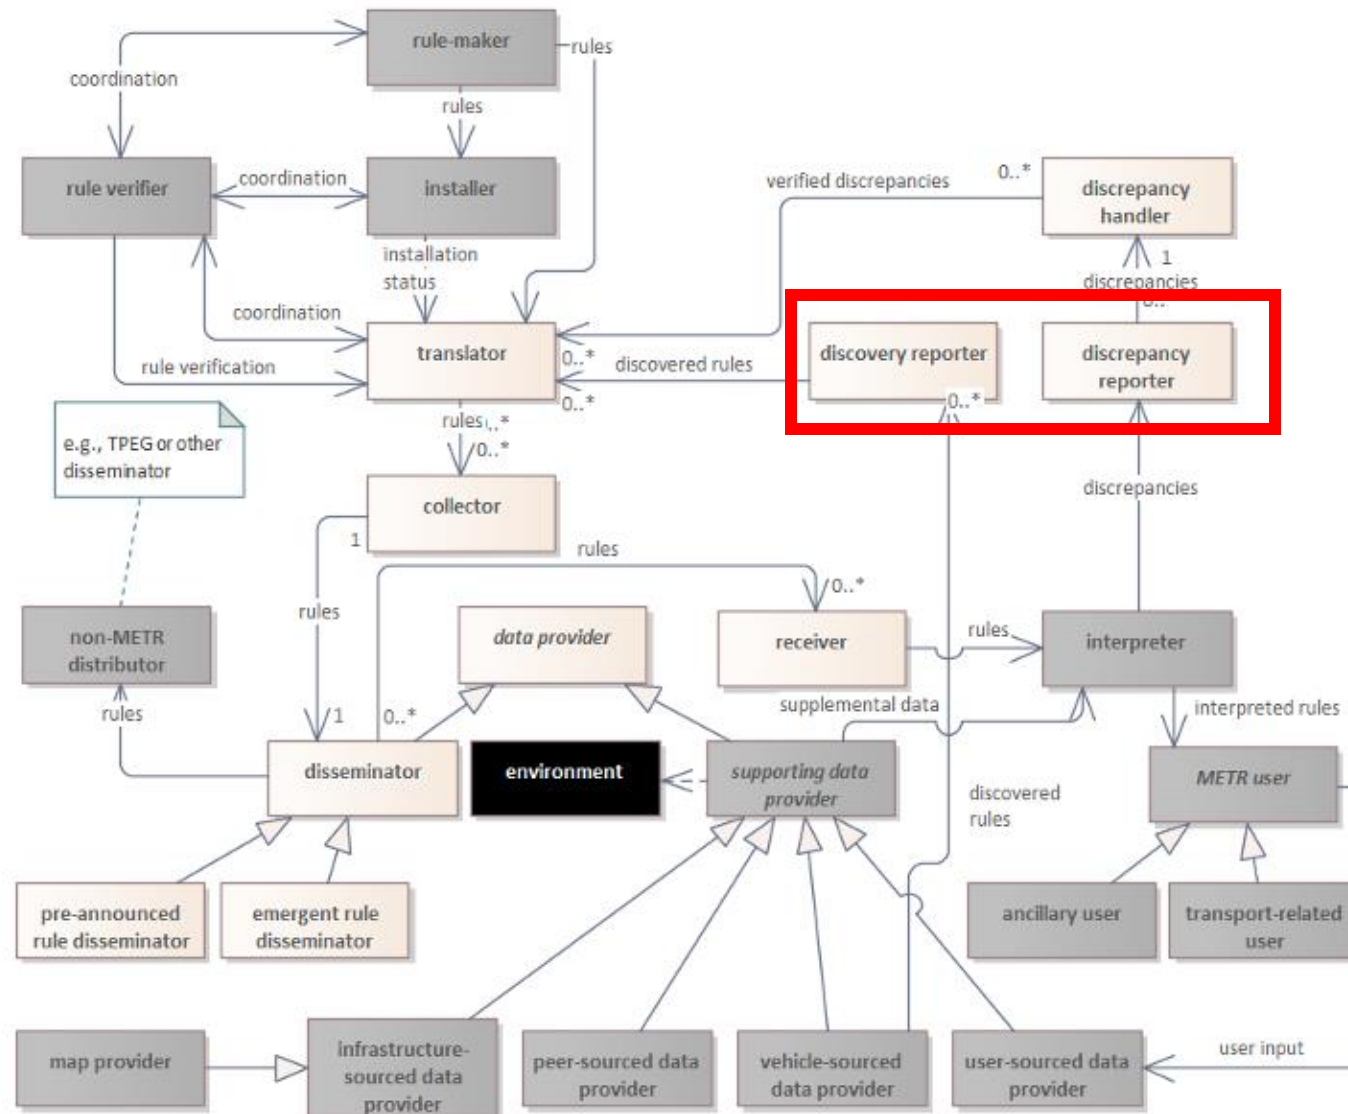 rule-maker
rules
coordination
rules
rule verifier
coordination
installer
verified discrepancies
0..*
discrepancy
handler
installation
status
1
discrepancies
coordination
translator
0..*
discovery reporter
discrepancy
reporter
rule verification
discovered rules
0..*
0..*
rules
0..*
e.g., TPEG or other
disseminator
collector
discrepancies
1
rules
0..*
rules
non-METR
distributor
data provider
receiver
rules
interpreter
rules
1
0..*
supplemental data
interpreted rules
disseminator
environment
supporting data
provider
discovered
rules
METR user
pre-announced
rule disseminator
emergent rule
disseminator
ancillary user
transport-related
user
map provider
infrastructure-
sourced data
provider
peer-sourced data
provider
vehicle-sourced
data provider
user-sourced data
provider
user input